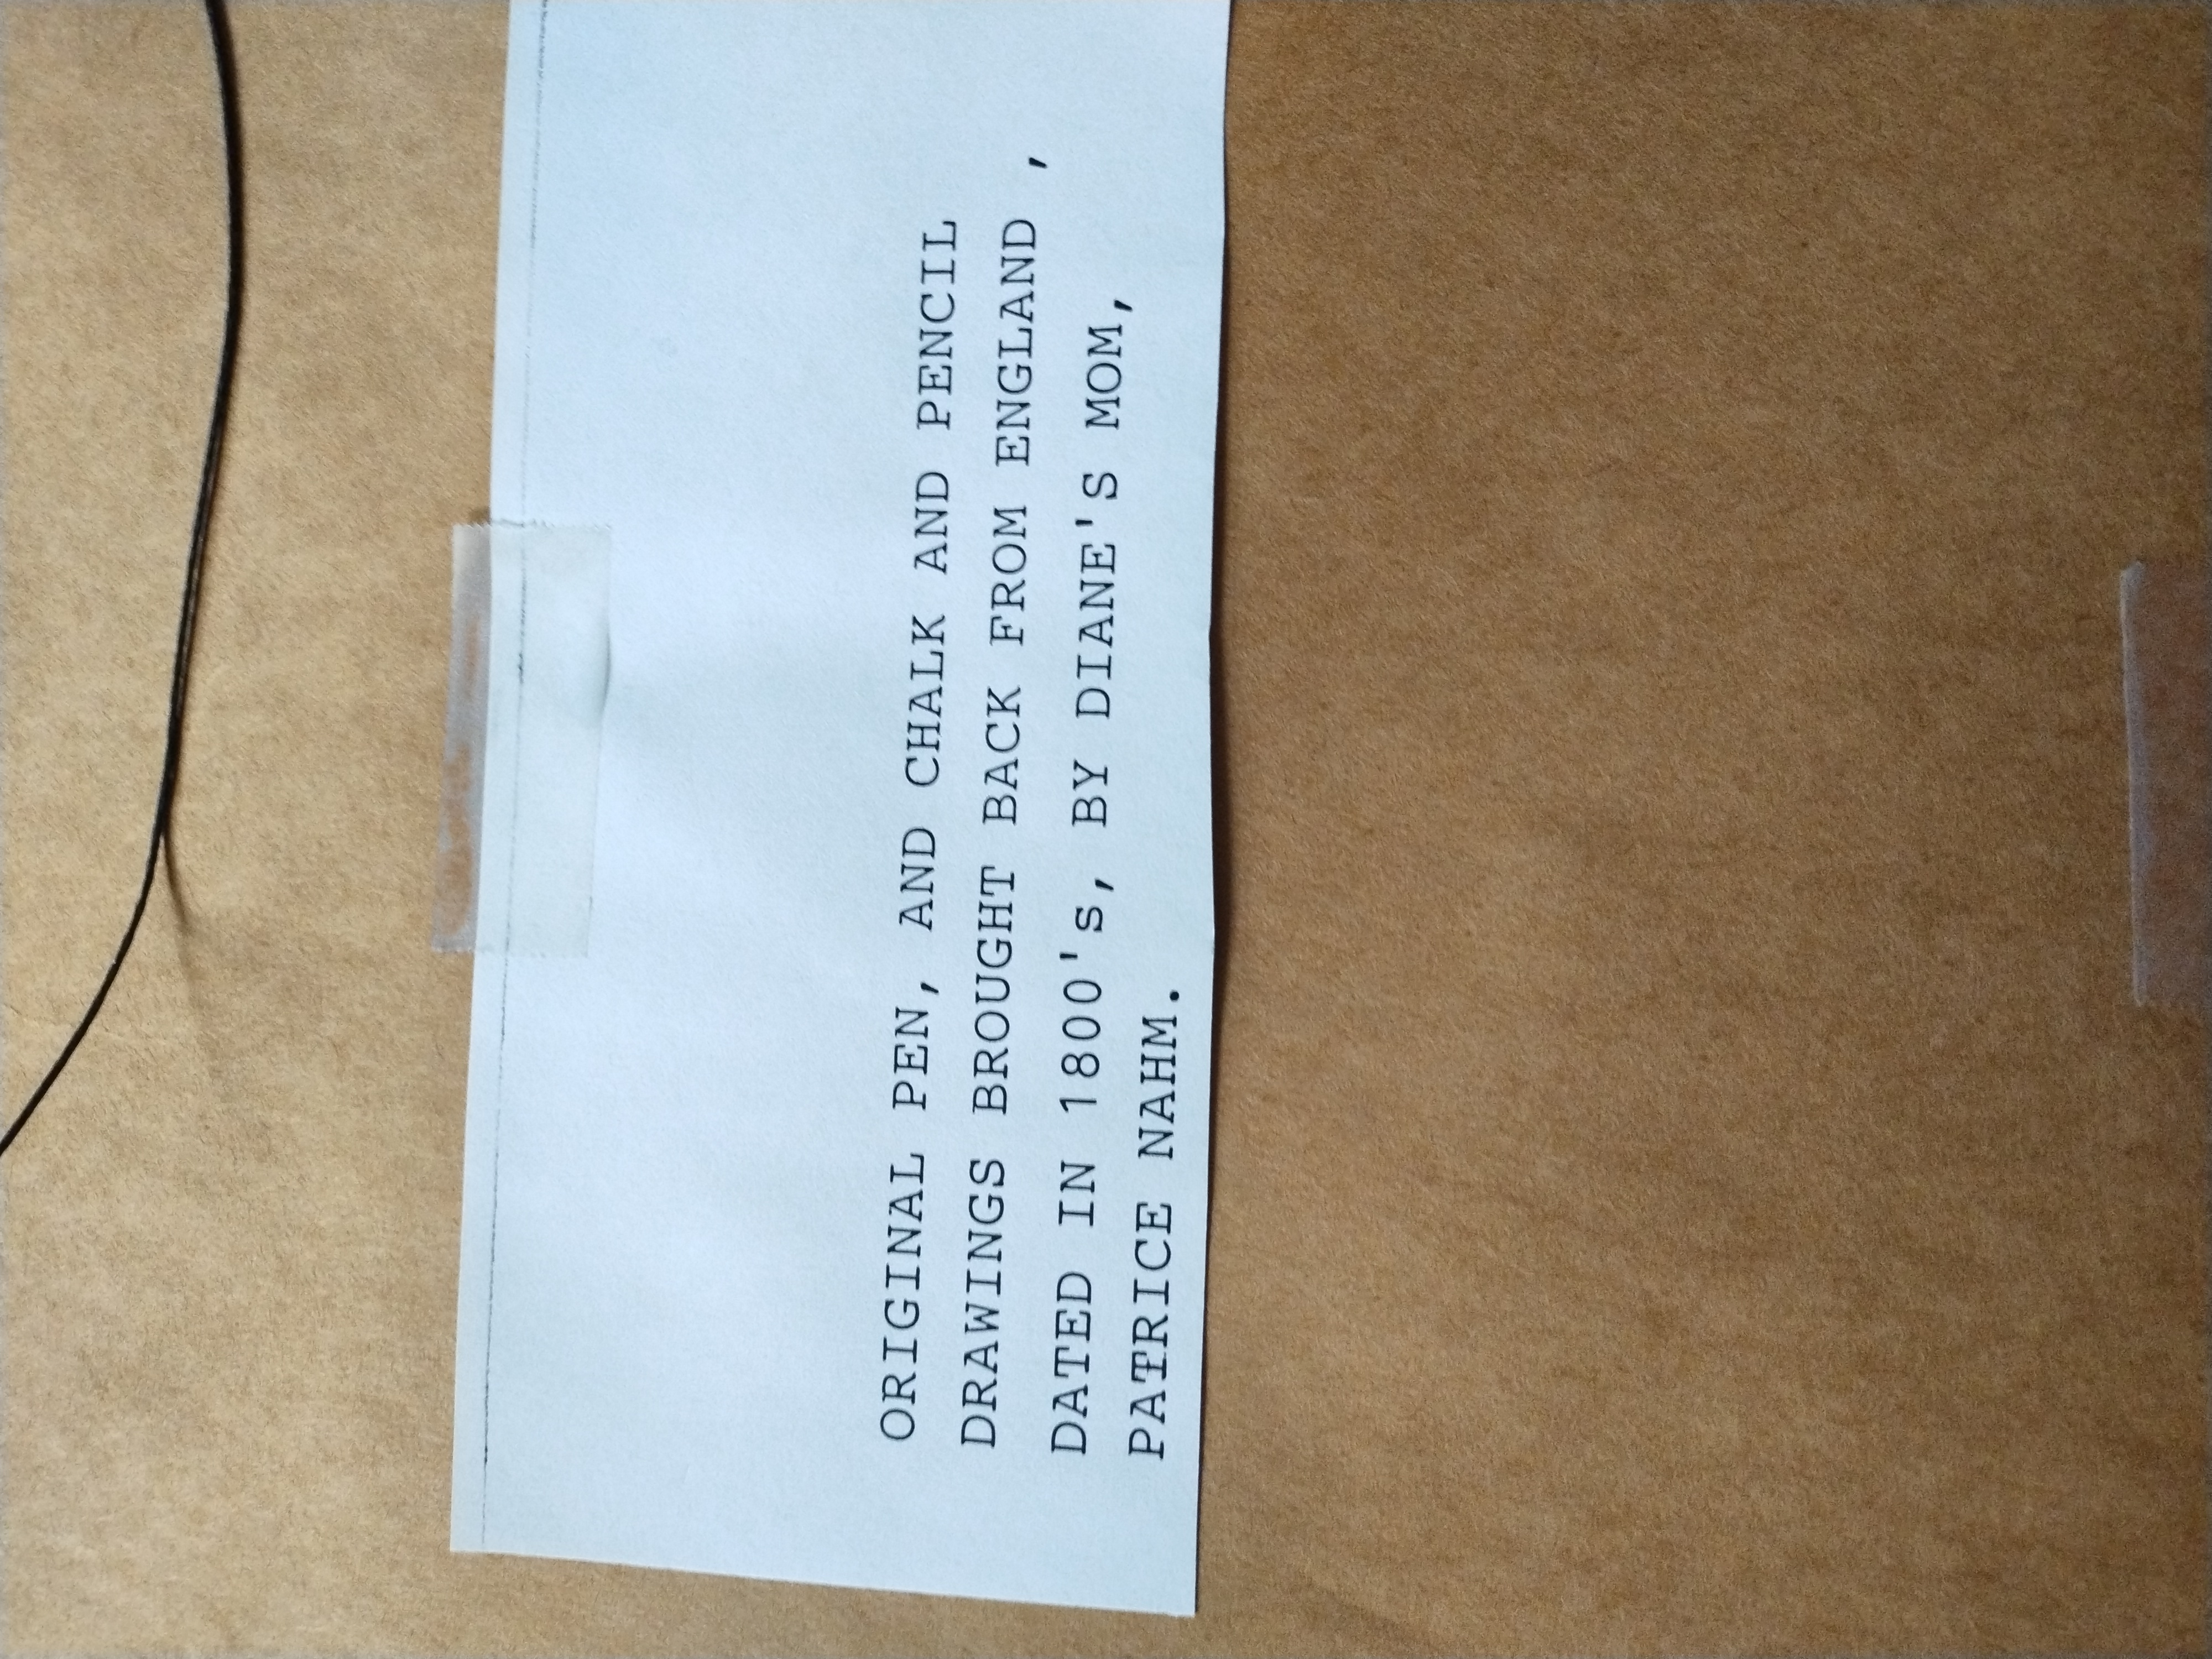 ORIGINAL PEN, AND CHALK AND PENCIL
DRAWINGS BROUGHT BACK FROM ENGLAND ,
DATED IN 1800's, BY DIANE'S MOM,
PATRICE NAHM.